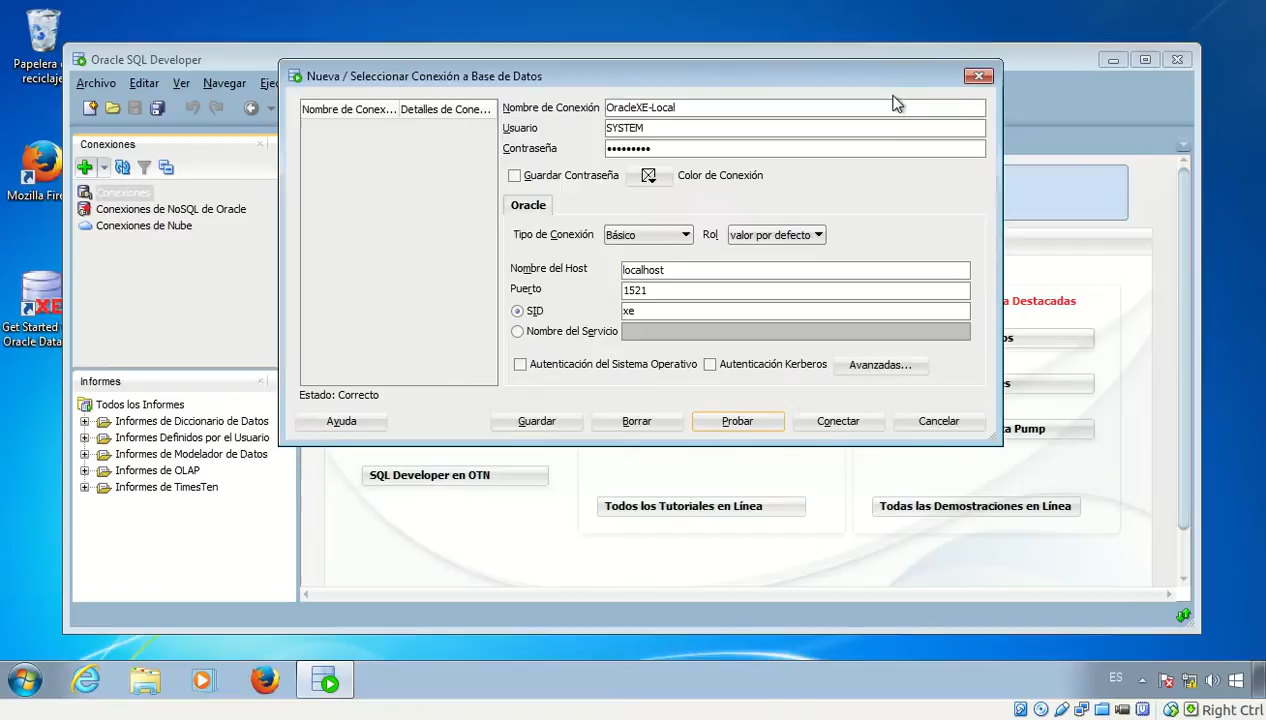 Papelera de
reciclaje
Mozilla Fire
XE
Get Started
Oracle Data
Oracle SQL Developer
Archivo Editar Ver Navegar
Conexiones
Conexiones
Conexiones de NoSQL de Oracle
Conexiones de Nube
Informes
Todos los Informes
Informes de Diccionario de Datos
Informes Definidos por el Usuario
Informes de Modelador de Datos
Informes de OLAP
Informes de TimesTen
Nueva / Seleccionar Conexión a Base de Datos
Nombre de Conex... Detalles de Cone...
Nombre de Conexión OracleXE-Local
Usuario SYSTEM
Contraseña •••••••••
Guardar Contraseña Color de Conexión
Oracle
Tipo de Conexión Básico Rol valor por defecto
Nombre del Host localhost
Puerto 1521
SID xe
Nombre del Servicio
Autenticación del Sistema Operativo Autenticación Kerberos Avanzadas...
Estado: Correcto
Ayuda Guardar Borrar Probar Conectar Cancelar
a Destacadas
a Pump
SQL Developer en OTN
Todos los Tutoriales en Línea
Todas las Demostraciones en Línea
ES
Right Ctrl